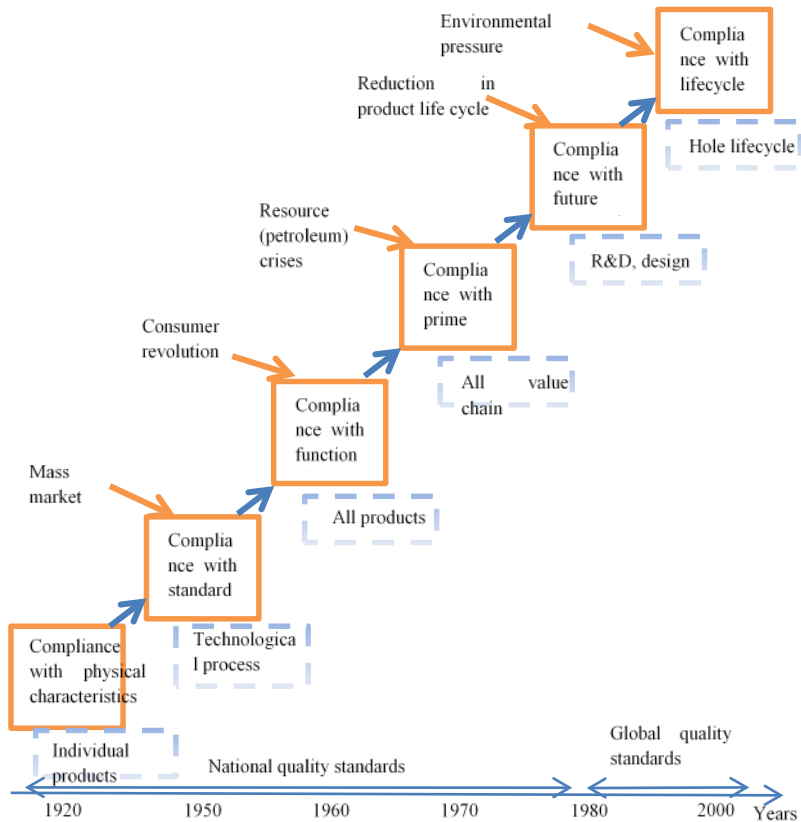 Environmental
pressure
Complia
nce with
lifecycle
Reduction in
product life cycle
Hole lifecycle
Complia
nce with
future
Resource
(petroleum)
crises
R&D, design
Complia
nce with
prime
Consumer
revolution
All value
chain
Complia
nce with
function
Mass
market
All products
Complia
nce with
standard
Technologica
l process
Compliance
with physical
characteristics
Individual
products
National quality standards
Global quality
standards
1920 1950 1960 1970 1980 2000 Years